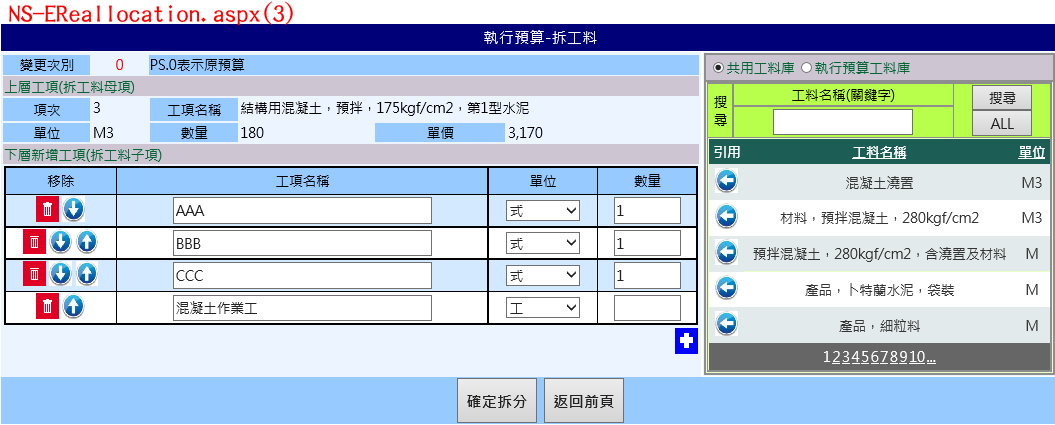 NS-EReallocation.aspx(3)
執行預算-拆工料
變更次別 0 PS.0表示原預算
上層工項(拆工料母項)
項次 3 工項名稱 結構用混凝土，預拌，175kgf/cm2，第1型水泥
單位 M3 數量 180 單價 3,170
下層新增工項(拆工料子項)
移除 工項名稱 單位 數量
AAA 式 1
BBB 式 1
CCC 式 1
混凝土作業工 工
共用工料庫 執行預算工料庫
搜尋 工料名稱(關鍵字) 搜尋
ALL
引用 工料名稱 單位
混凝土澆置 M3
材料，預拌混凝土，280kgf/cm2 M3
預拌混凝土，280kgf/cm2，含澆置及材料 M
產品，卜特蘭水泥，袋裝 M
產品，細粒料 M
12345678910...
確定拆分 返回前頁